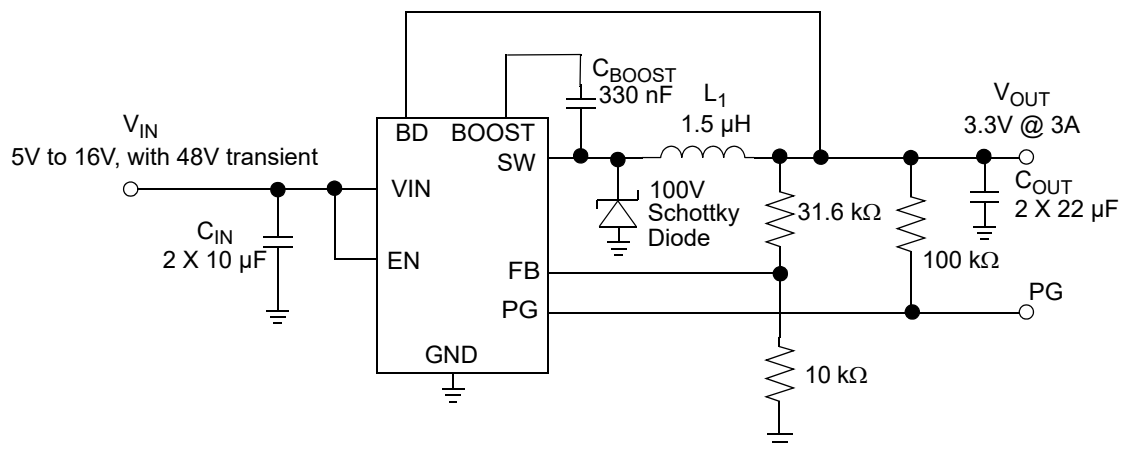 V_IN
5V to 16V, with 48V transient
C_IN
2 X 10 µF
BD
BOOST
SW
VIN
EN
FB
PG
GND
C_BOOST
330 nF
L_1
1.5 µH
100V
Schottky
Diode
31.6 kΩ
10 kΩ
100 kΩ
V_OUT
3.3V @ 3A
C_OUT
2 X 22 µF
PG